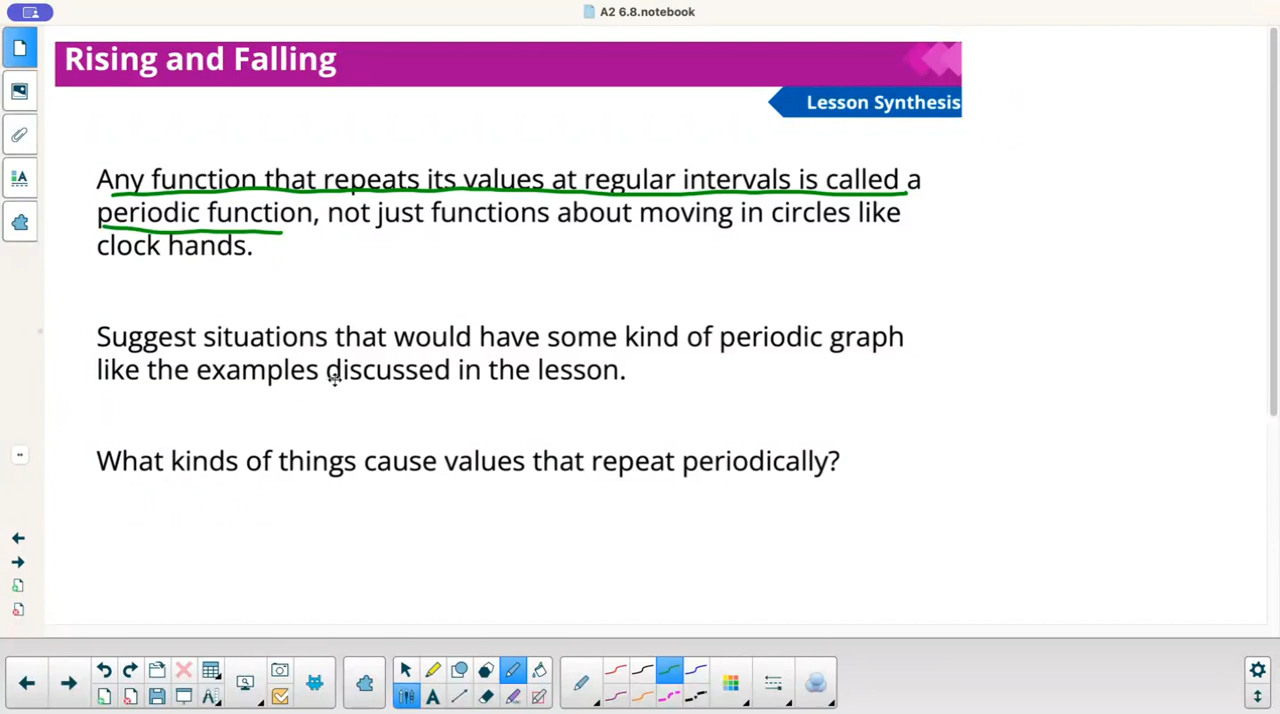 A2 6.8.notebook
Rising and Falling
Lesson Synthesis
Any function that repeats its values at regular intervals is called a
periodic function, not just functions about moving in circles like
clock hands.
Suggest situations that would have some kind of periodic graph
like the examples discussed in the lesson.
What kinds of things cause values that repeat periodically?